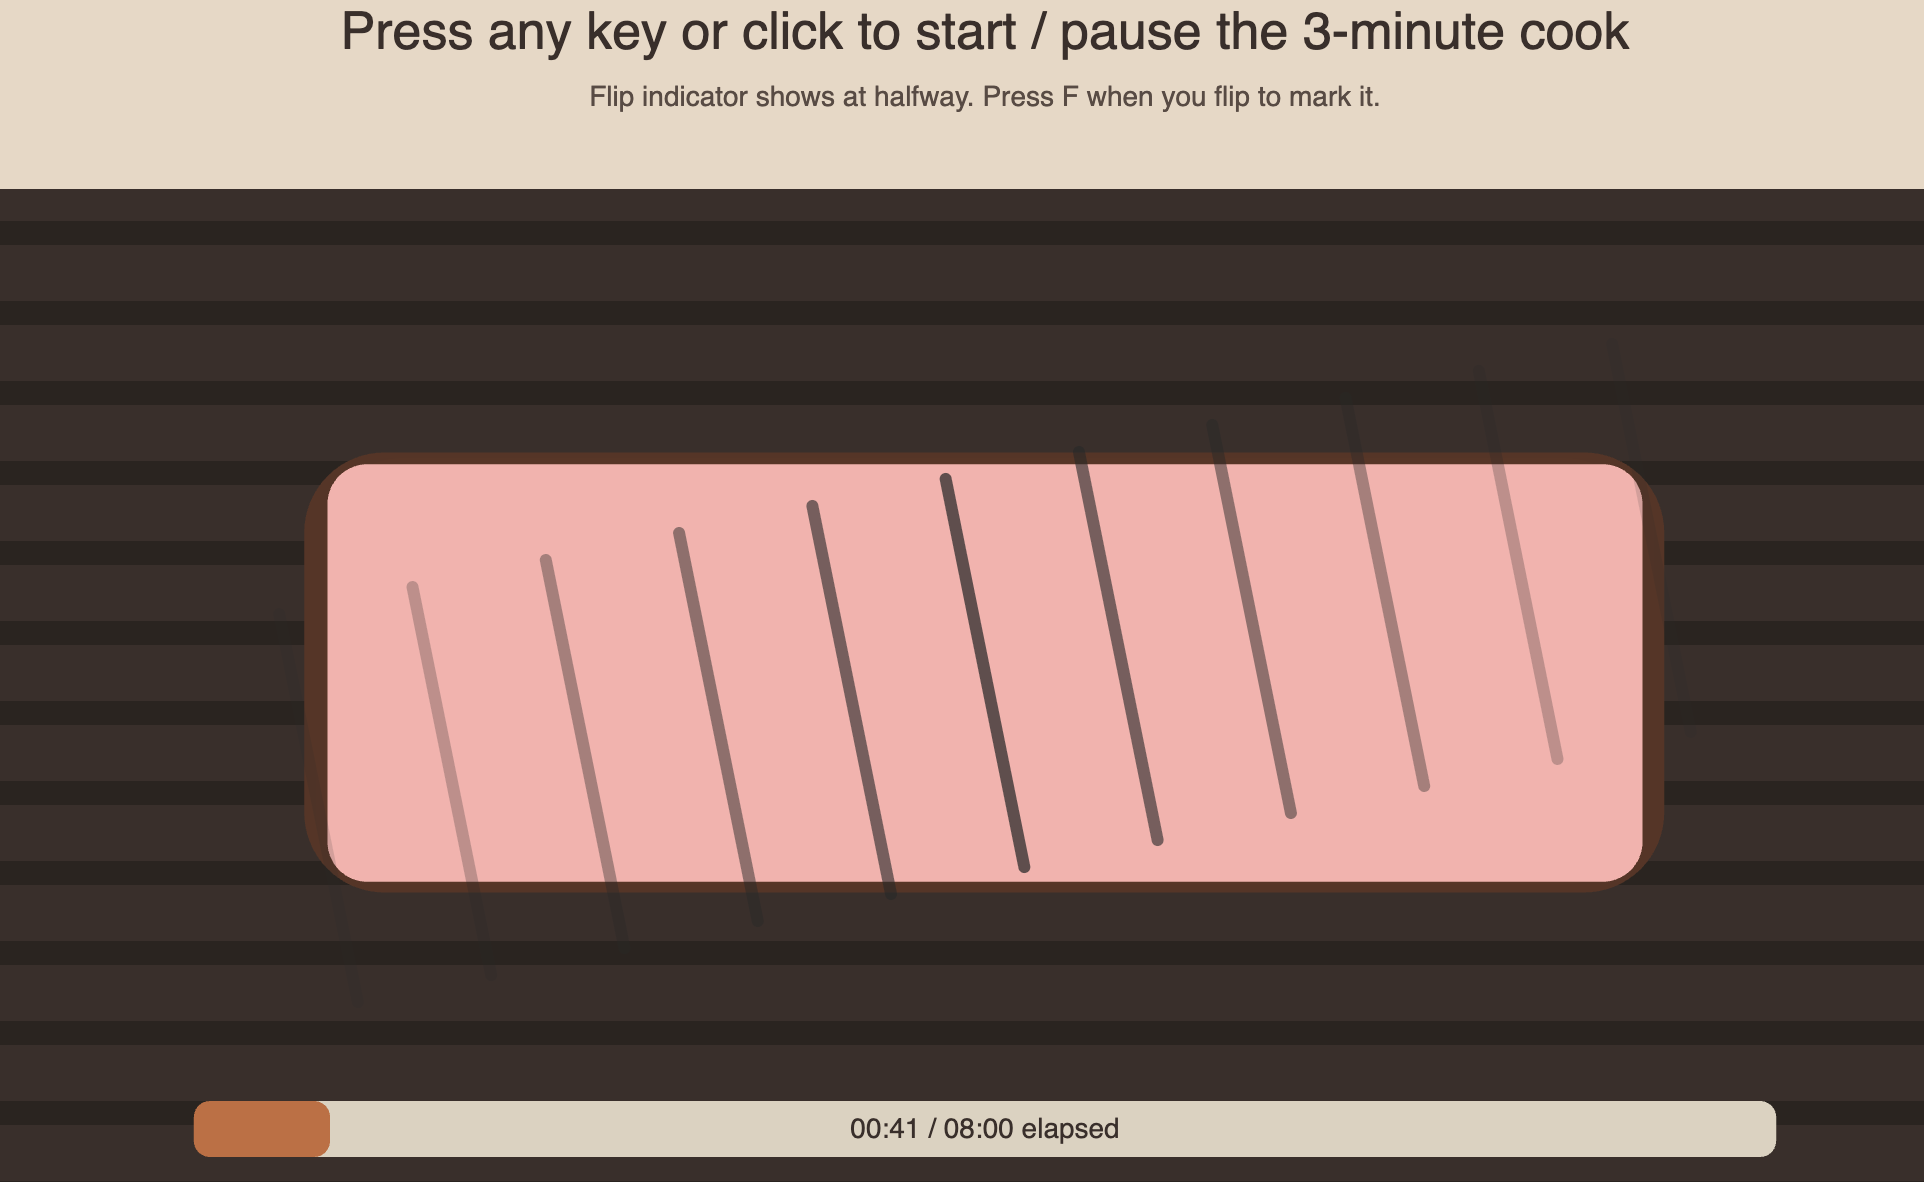 Press any key or click to start / pause the 3-minute cook
Flip indicator shows at halfway. Press F when you flip to mark it.
00:41 / 08:00 elapsed